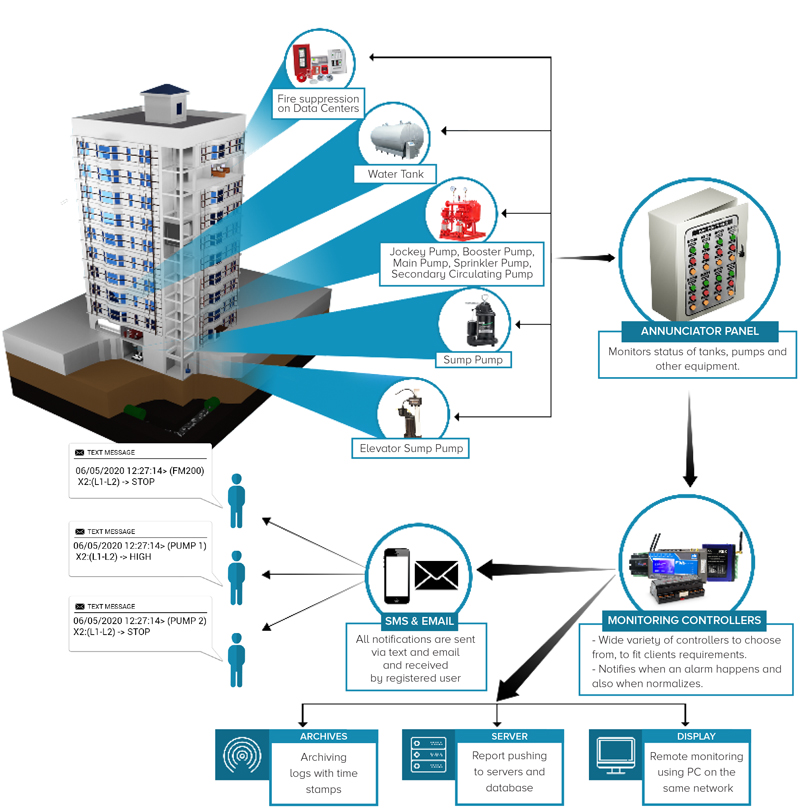 Fire suppression
on Data Centers
Water Tank
Jockey Pump, Booster Pump,
Main Pump, Sprinkler Pump,
Secondary Circulating Pump
Sump Pump
Elevator Sump Pump
ANNUNCIATOR PANEL
Monitors status of tanks, pumps and
other equipment.
TEXT MESSAGE
06/05/2020 12:27:14> (FM200)
X2:(L1-L2) -> STOP
TEXT MESSAGE
06/05/2020 12:27:14> (PUMP 1)
X2:(L1-L2) -> HIGH
TEXT MESSAGE
06/05/2020 12:27:14> (PUMP 2)
X2:(L1-L2) -> STOP
SMS & EMAIL
All notifications are sent
via text and email
and received
by registered user
MONITORING CONTROLLERS
- Wide variety of controllers to choose
from, to fit clients requirements.
- Notifies when an alarm happens and
also when normalizes.
ARCHIVES
Archiving
logs with time
stamps
SERVER
Report pushing
to servers and
database
DISPLAY
Remote monitoring
using PC on the
same network